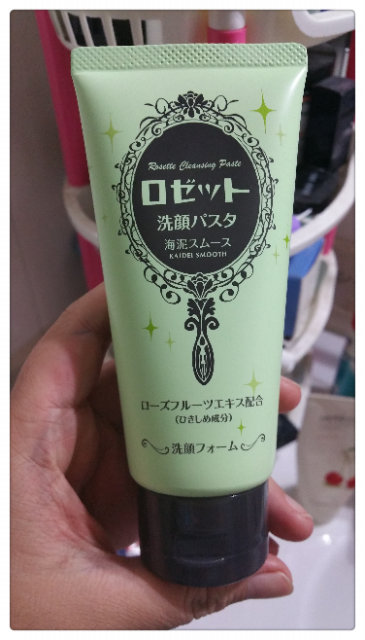 Rosette Cleansing Paste
ロゼット
洗顔パスタ
海泥スムース
KAIDEI SMOOTH
ローズフルーツエキス配合
(ひきしめ成分)
洗顔フォーム